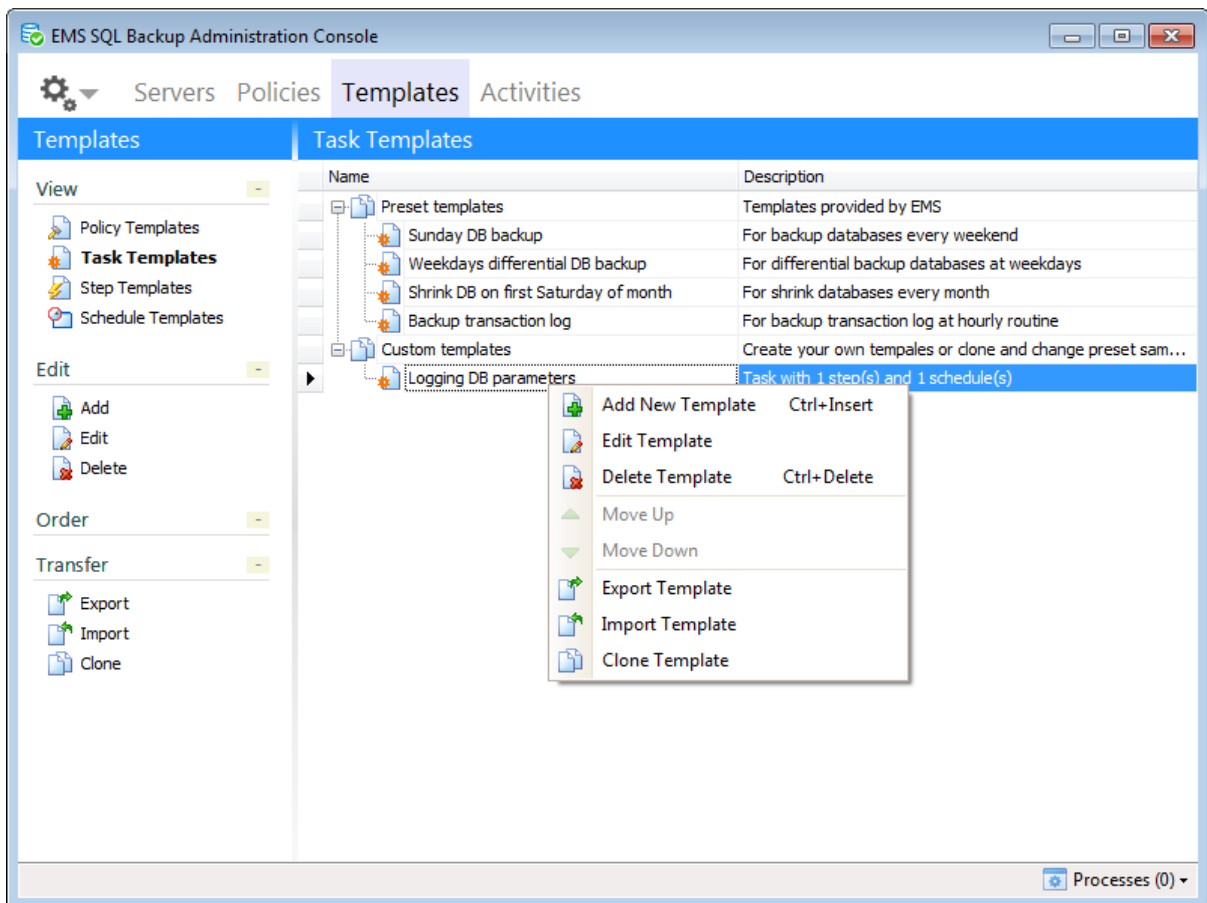 EMS SQL Backup Administration Console
Servers Policies Templates Activities
Templates
Task Templates
View
Policy Templates
Task Templates
Step Templates
Schedule Templates
Edit
Add
Edit
Delete
Order
Transfer
Export
Import
Clone
Name Description
Preset templates Templates provided by EMS
Sunday DB backup For backup databases every weekend
Weekdays differential DB backup For differential backup databases at weekdays
Shrink DB on first Saturday of month For shrink databases every month
Backup transaction log For backup transaction log at hourly routine
Custom templates Create your own tempales or clone and change preset sam...
Logging DB parameters Task with 1 step(s) and 1 schedule(s)
Add New Template Ctrl+Insert
Edit Template
Delete Template Ctrl+Delete
Move Up
Move Down
Export Template
Import Template
Clone Template
Processes (0)